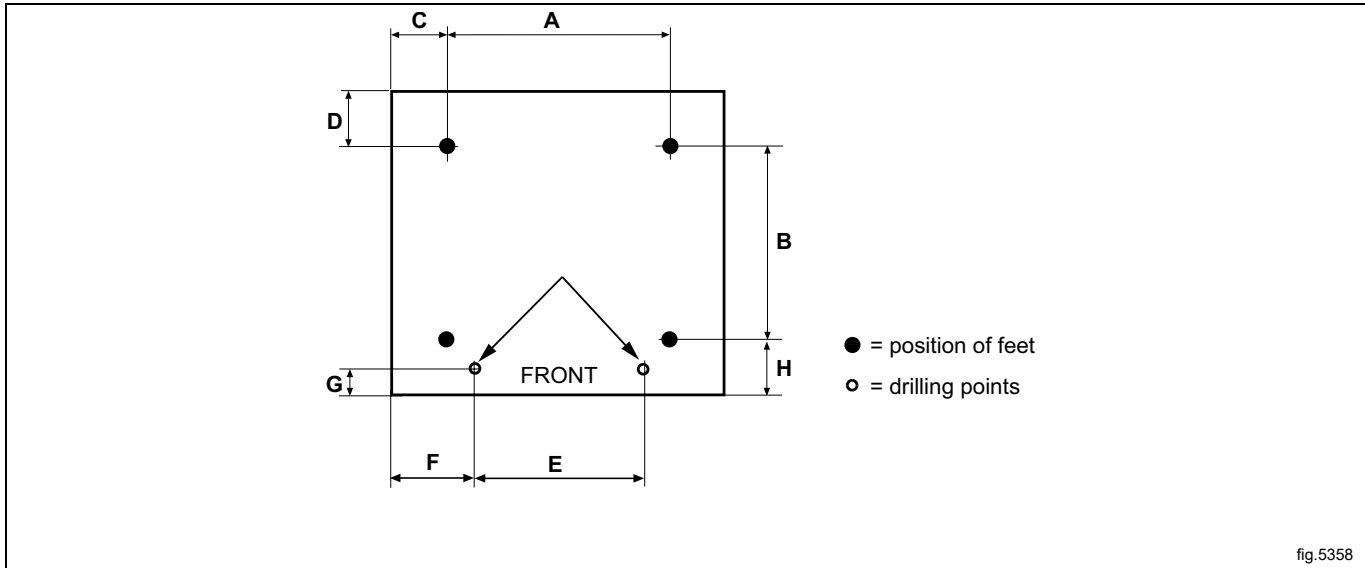 C
A
D
B
= position of feet
H
= drilling points
FRONT
G
F
E
fig.5358